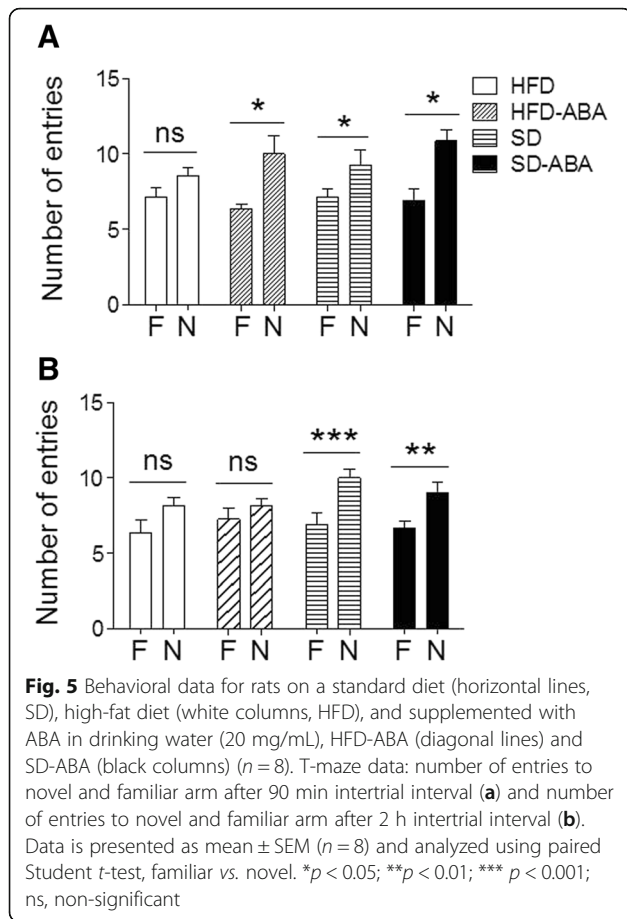 A
Number of entries
15
10
5
0
ns
*
*
*
F N F N F N F N
HFD
HFD-ABA
SD
SD-ABA
B
Number of entries
15
10
5
0
ns
ns
***
**
F N F N F N F N
Fig. 5 Behavioral data for rats on a standard diet (horizontal lines,
SD), high-fat diet (white columns, HFD), and supplemented with
ABA in drinking water (20 mg/mL), HFD-ABA (diagonal lines) and
SD-ABA (black columns) (n = 8). T-maze data: number of entries to
novel and familiar arm after 90 min intertrial interval (a) and number
of entries to novel and familiar arm after 2 h intertrial interval (b).
Data is presented as mean ± SEM (n = 8) and analyzed using paired
Student t-test, familiar vs. novel. *p < 0.05; **p < 0.01; *** p < 0.001;
ns, non-significant